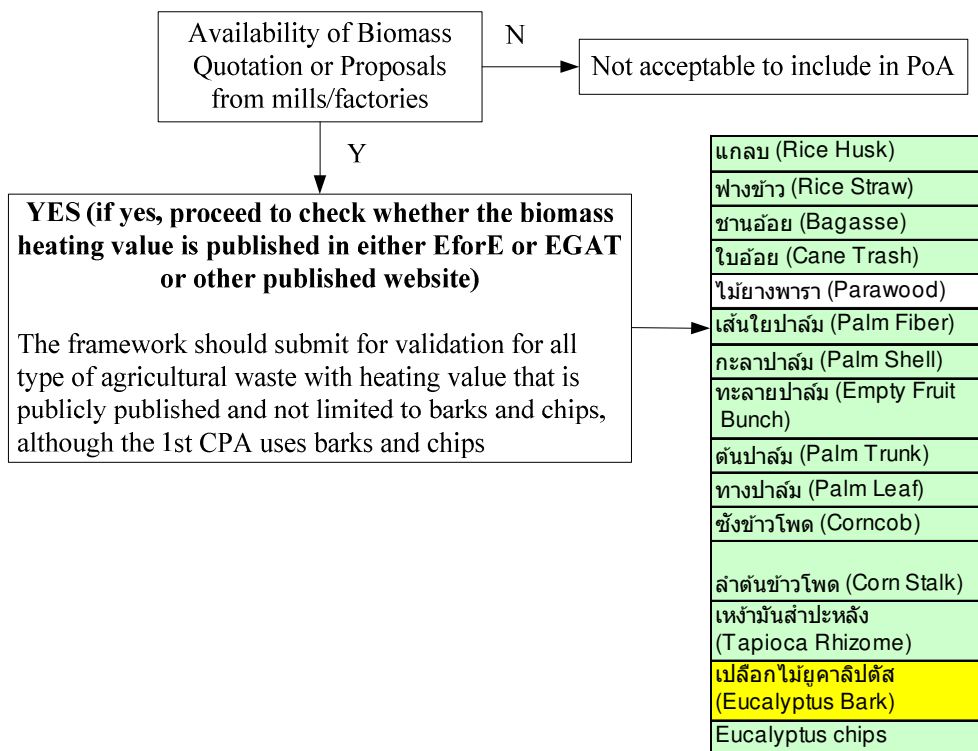 Availability of Biomass
Quotation or Proposals
from mills/factories
N
Not acceptable to include in PoA
Y
YES (if yes, proceed to check whether the biomass
heating value is published in either EforE or EGAT
or other published website)
The framework should submit for validation for all
type of agricultural waste with heating value that is
publicly published and not limited to barks and chips,
although the 1st CPA uses barks and chips
แกลบ (Rice Husk)
ฟางข้าว (Rice Straw)
ชานอ้อย (Bagasse)
ใบอ้อย (Cane Trash)
ไม้ยางพารา (Parawood)
เส้นใยปาล์ม (Palm Fiber)
กะลาปาล์ม (Palm Shell)
ทะลายปาล์ม (Empty Fruit
Bunch)
ต้นปาล์ม (Palm Trunk)
ทางปาล์ม (Palm Leaf)
ซังข้าวโพด (Corncob)
ลำต้นข้าวโพด (Corn Stalk)
เหง้ามันสำปะหลัง
(Tapioca Rhizome)
เปลือกไม้ยูคาลิปตัส
(Eucalyptus Bark)
Eucalyptus chips